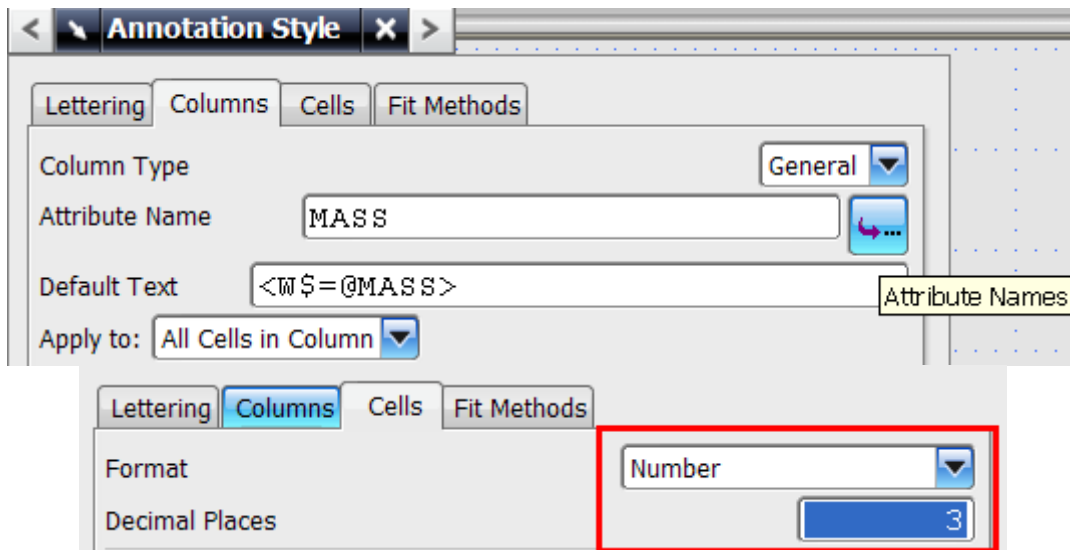 < Annotation Style X >
Lettering Columns Cells Fit Methods
Column Type General
Attribute Name MASS ...
Default Text <W$=@MASS>
Attribute Names
Apply to: All Cells in Column
Lettering Columns Cells Fit Methods
Format Number
Decimal Places 3